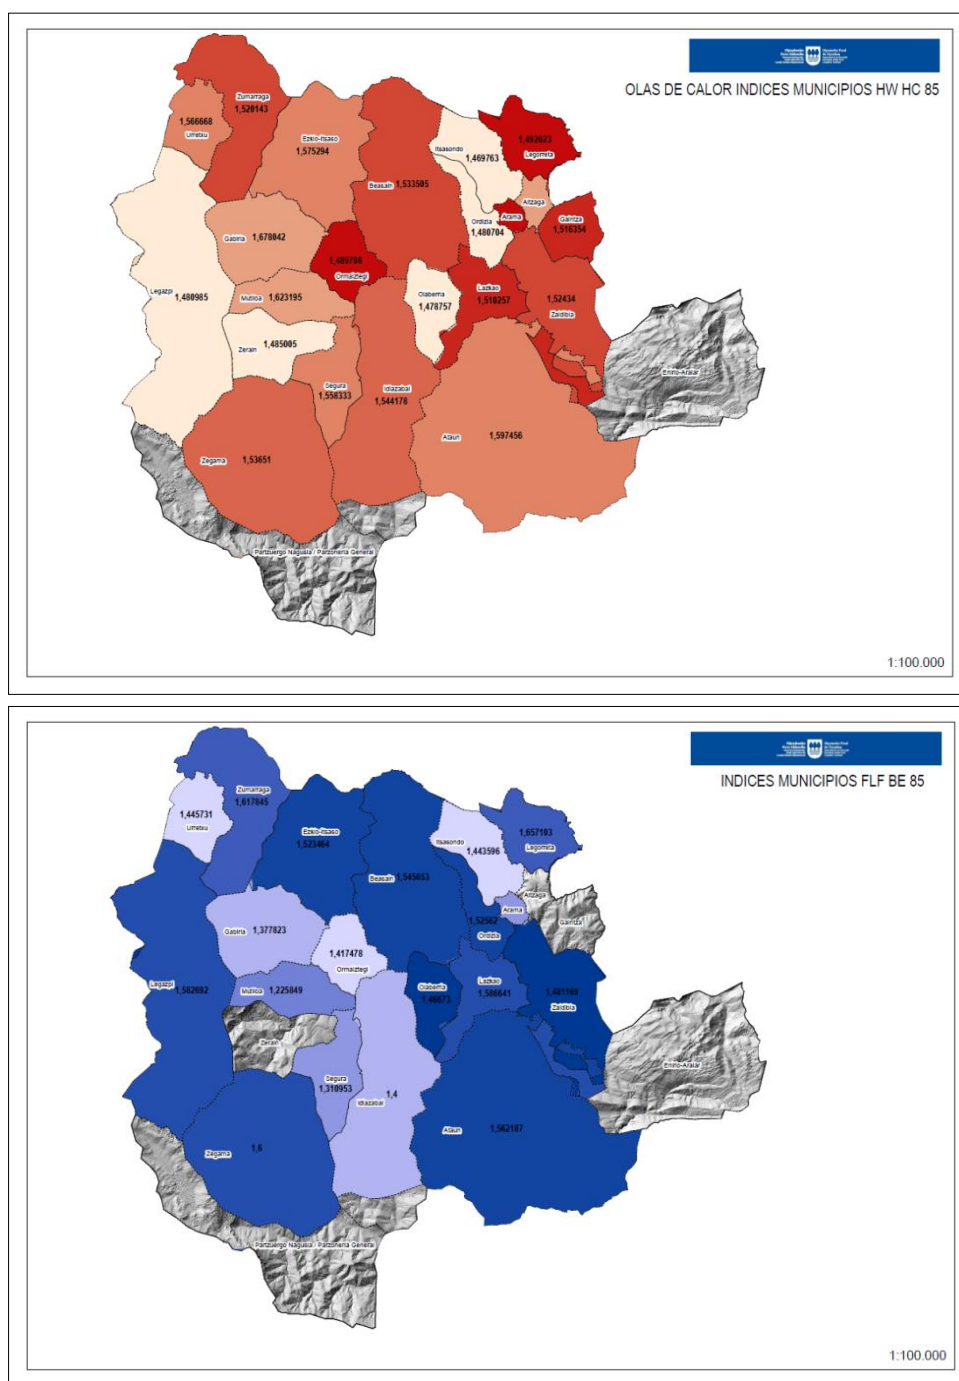 OLAS DE CALOR INDICES MUNICIPIOS HW HC 85
Zumarraga
1,520143
1,566668
Urretxu
Ezkio-Itsaso
1,575294
Itsasondo
1,469763
1,492023
Legorreta
Beasain
1,533505
Altzaga
Arama
Ordizia
1,480704
Gaintza
1,516354
Gabiria
1,678042
Ormaiztegi
Legazpi
1,480985
Mutiloa
1,623195
Olaberria
1,478757
Lazkao
1,510257
1,52434
Zaldibia
Zerain
1,485005
Segura
1,558333
Idiazabal
1,544178
Enirio-Aralar
Ataun
1,597456
Zegama
1,53651
Partzuergo Nagusia / Parzonería General
1:100.000
INDICES MUNICIPIOS FLF BE 85
Zumarraga
1,617845
1,445731
Urretxu
Ezkio-Itsaso
1,523464
Itsasondo
1,443596
1,657103
Legorreta
Beasain
1,545653
Altzaga
Arama
1,52562
Ordizia
Gaintza
Gabiria
1,377823
1,417478
Ormaiztegi
Legazpi
1,582692
Mutiloa
1,225849
Olaberria
1,46673
Lazkao
1,586641
1,481169
Zaldibia
Zerain
Segura
1,310953
Idiazabal
1,4
Enirio-Aralar
Ataun
1,562187
Zegama
1,6
Partzuergo Nagusia / Parzonería General
1:100.000